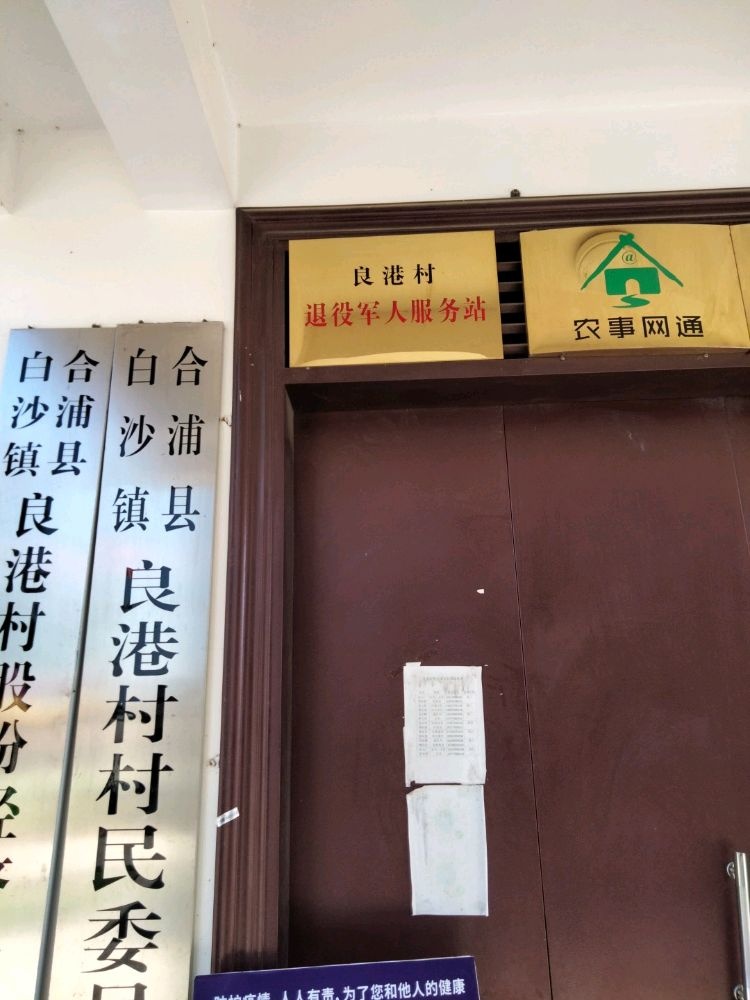 良港村
退役军人服务站
@
农事网通
合浦县
白沙镇
良港村村民委员
合浦县
白沙镇
良港村股份经
人人有责，为了您和他人的健康